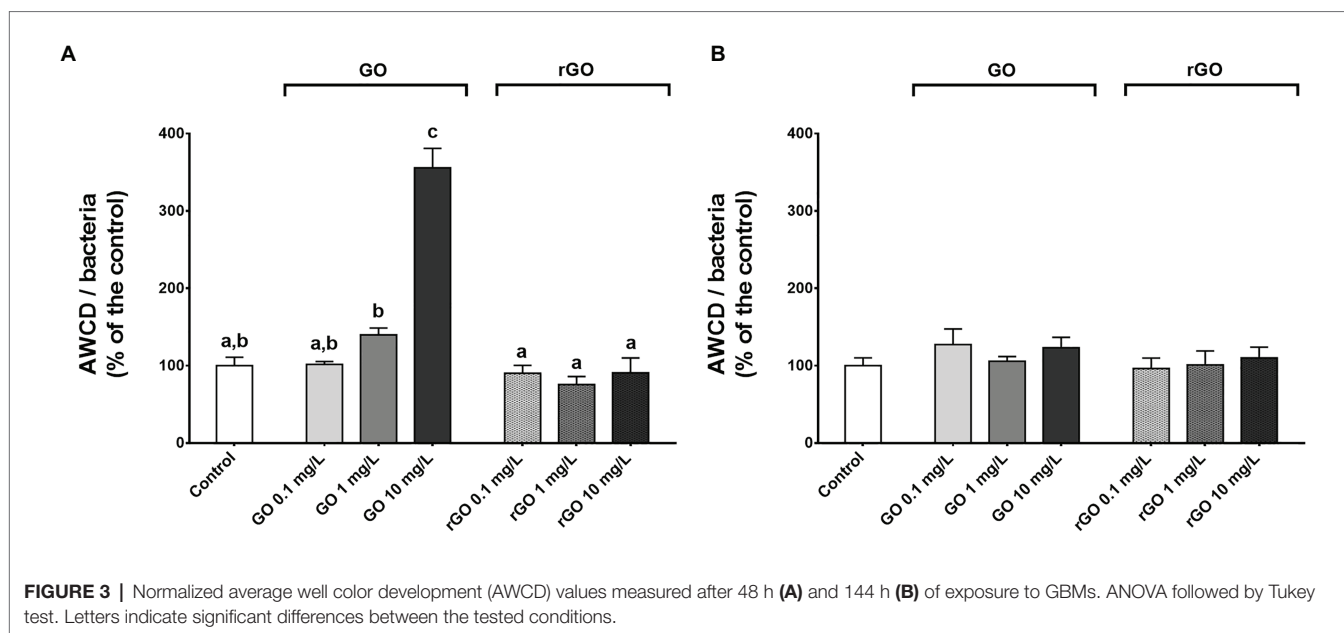 A
GO
rGO
AWCD / bacteria
(% of the control)
400
300
200
100
0
a,b
a,b
b
c
a
a
a
Control
GO 0.1 mg/L
GO 1 mg/L
GO 10 mg/L
rGO 0.1 mg/L
rGO 1 mg/L
rGO 10 mg/L
B
GO
rGO
AWCD / bacteria
(% of the control)
400
300
200
100
0
Control
GO 0.1 mg/L
GO 1 mg/L
GO 10 mg/L
rGO 0.1 mg/L
rGO 1 mg/L
rGO 10 mg/L
FIGURE 3 | Normalized average well color development (AWCD) values measured after 48 h (A) and 144 h (B) of exposure to GBMs. ANOVA followed by Tukey
test. Letters indicate significant differences between the tested conditions.